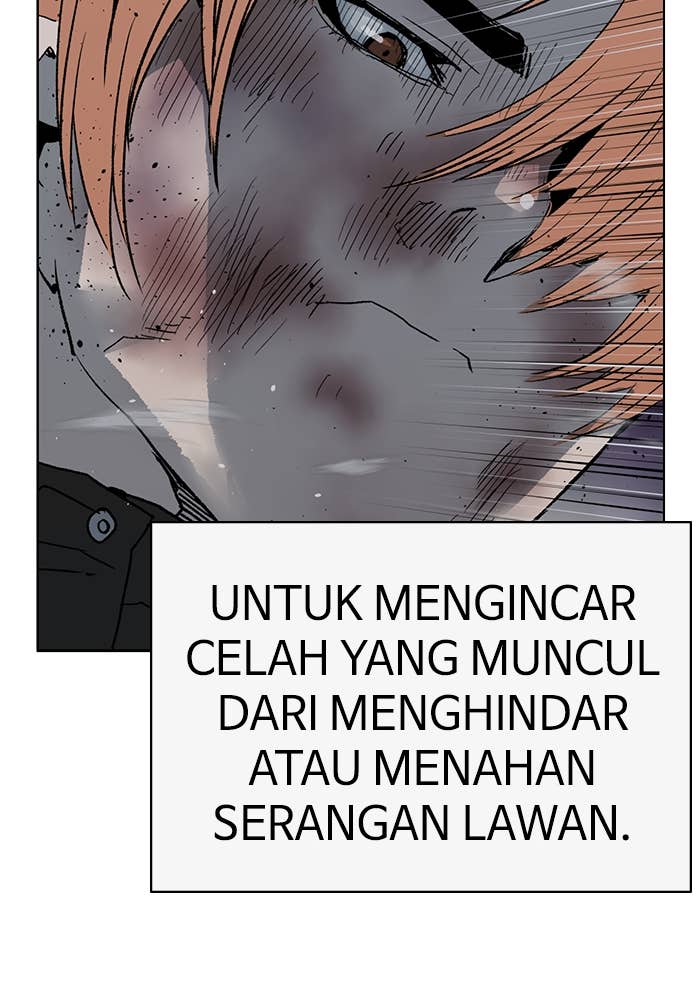 UNTUK MENGINCAR
CELAH YANG MUNCUL
DARI MENGHINDAR
ATAU MENAHAN
SERANGAN LAWAN.